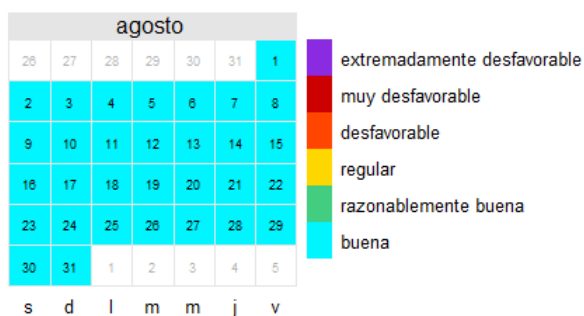 agosto
26 27 28 29 30 31 1
2 3 4 5 6 7 8
9 10 11 12 13 14 15
16 17 18 19 20 21 22
23 24 25 26 27 28 29
30 31 1 2 3 4 5
s d l m m j v
extremadamente desfavorable
muy desfavorable
desfavorable
regular
razonablemente buena
buena